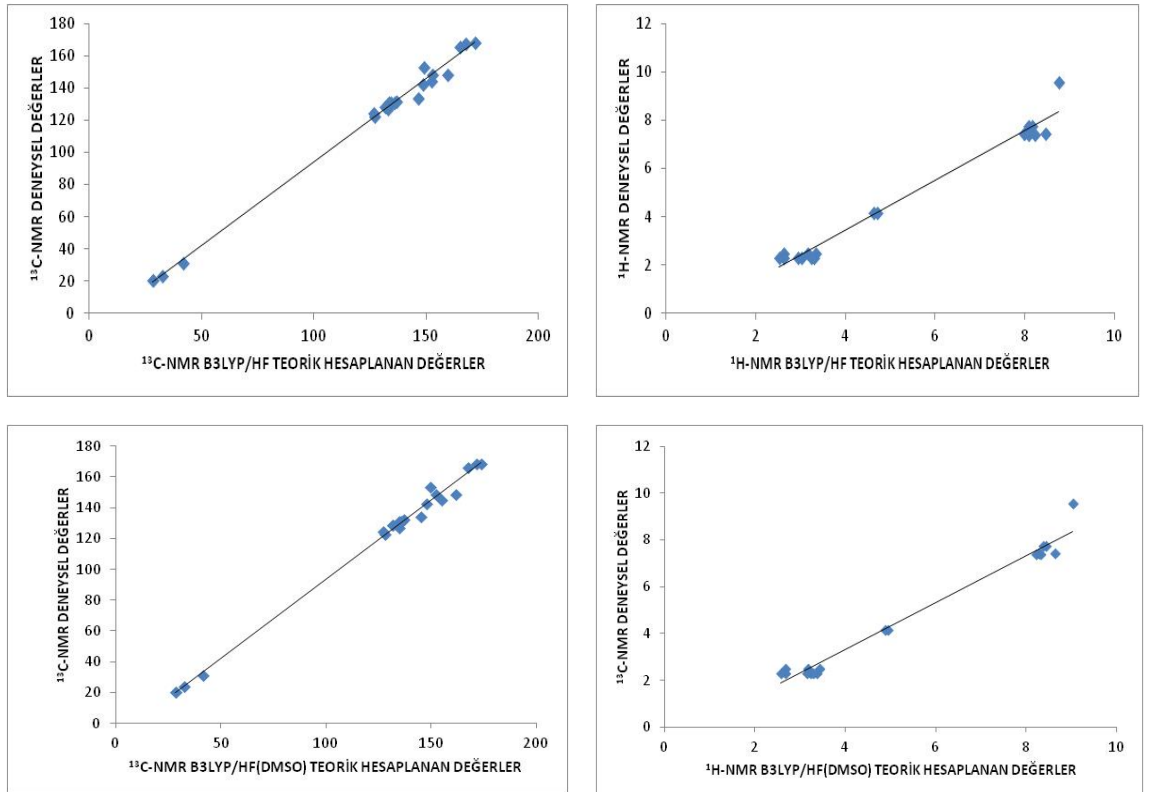 180
160
140
120
100
80
60
40
20
0
0 50 100 150 200
¹³C-NMR DENEYSEL DEĞERLER
¹³C-NMR B3LYP/HF TEORİK HESAPLANAN DEĞERLER
12
10
8
6
4
2
0
0 2 4 6 8 10
¹H-NMR DENEYSEL DEĞERLER
¹H-NMR B3LYP/HF TEORİK HESAPLANAN DEĞERLER
180
160
140
120
100
80
60
40
20
0
0 50 100 150 200
¹³C-NMR DENEYSEL DEĞERLER
¹³C-NMR B3LYP/HF(DMSO) TEORİK HESAPLANAN DEĞERLER
12
10
8
6
4
2
0
0 2 4 6 8 10
¹³C-NMR DENEYSEL DEĞERLER
¹H-NMR B3LYP/HF(DMSO) TEORİK HESAPLANAN DEĞERLER